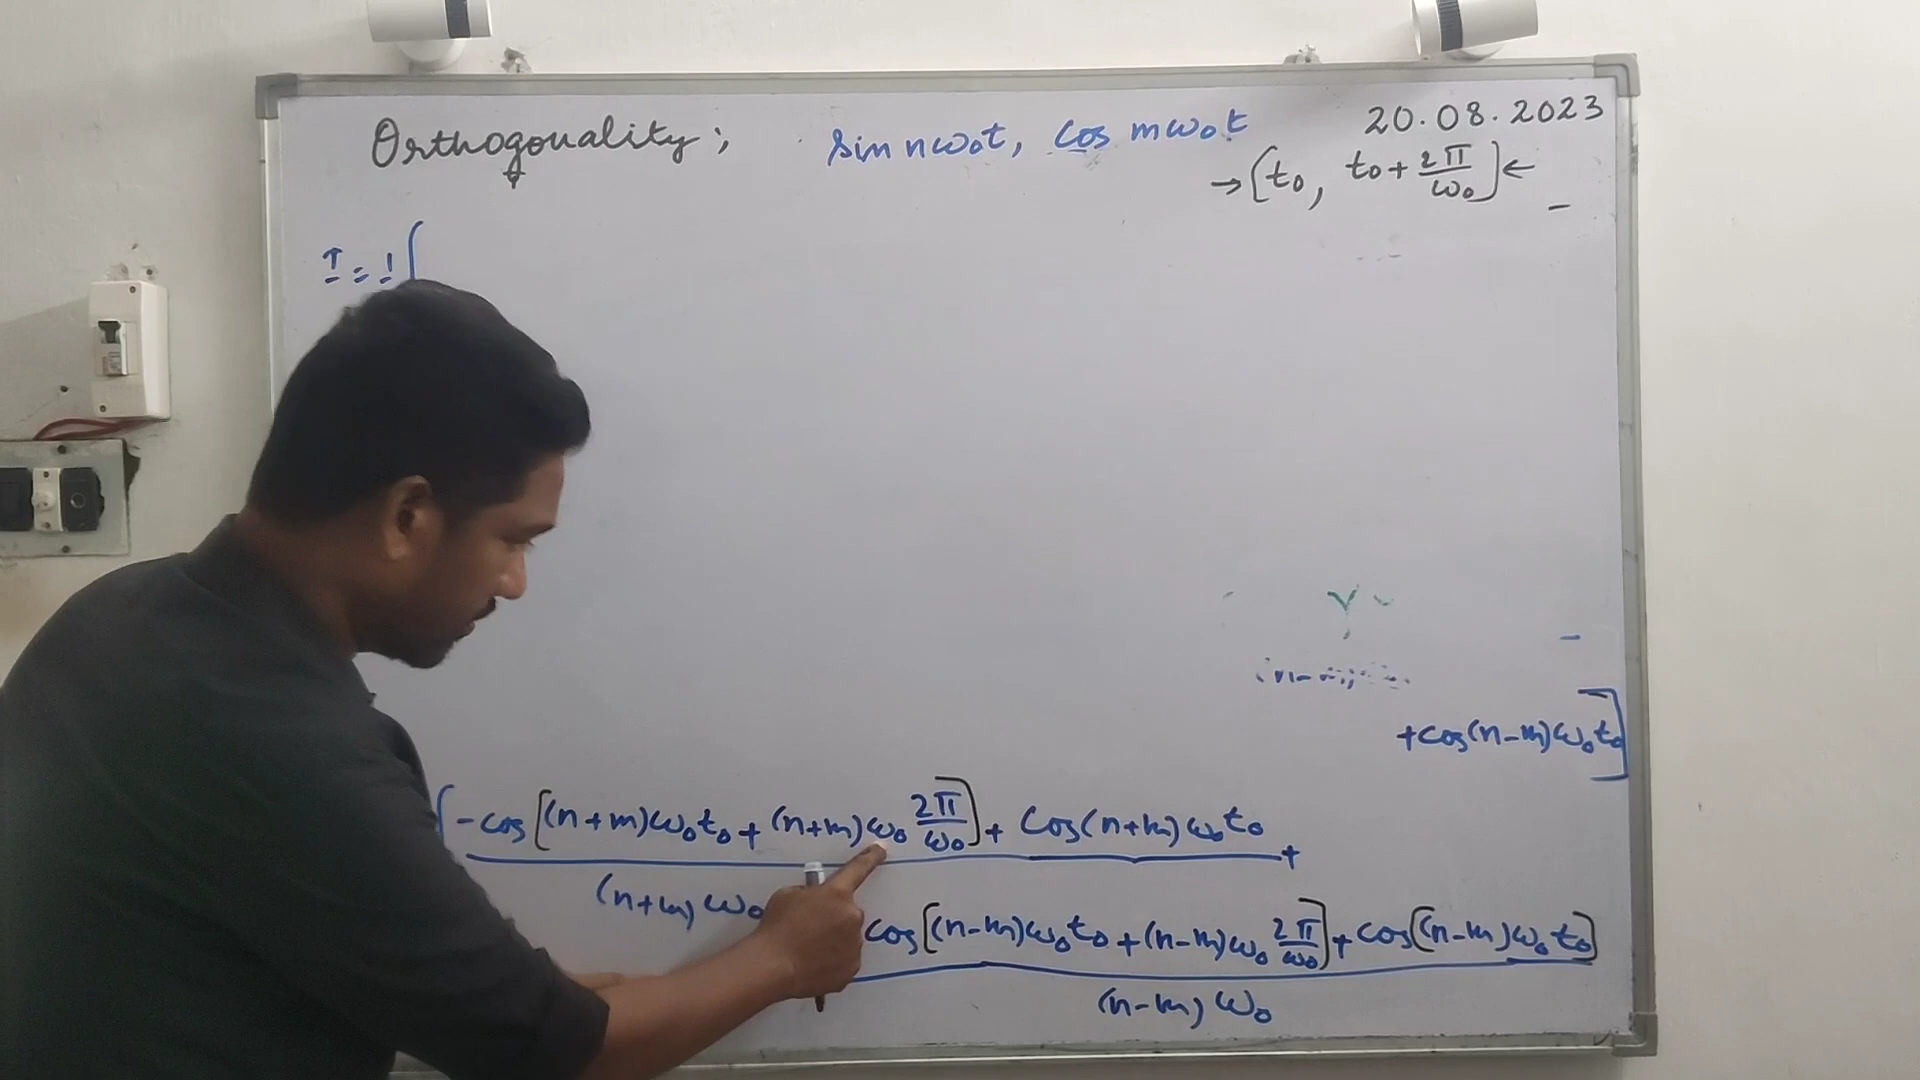 Orthogonality; sin nω₀t, cos mω₀t
20.08.2023
→[t₀, t₀+2π/ω₀]←
I = 1 ∫
+cos(n-m)ω₀t₀]
[-cos[(n+m)ω₀t₀+(n+m)ω₀ 2π/ω₀]+ Cos(n+m)ω₀t₀ +
(n+m)ω₀
cos[(n-m)ω₀t₀+(n-m)ω₀ 2π/ω₀]+cos[(n-m)ω₀t₀]
(n-m)ω₀